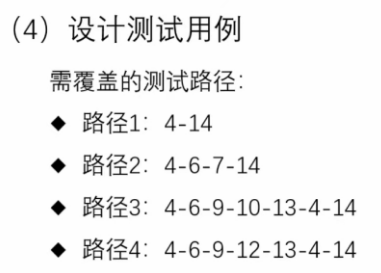 （4）设计测试用例
需覆盖的测试路径：
◆ 路径1：4-14
◆ 路径2：4-6-7-14
◆ 路径3：4-6-9-10-13-4-14
◆ 路径4：4-6-9-12-13-4-14